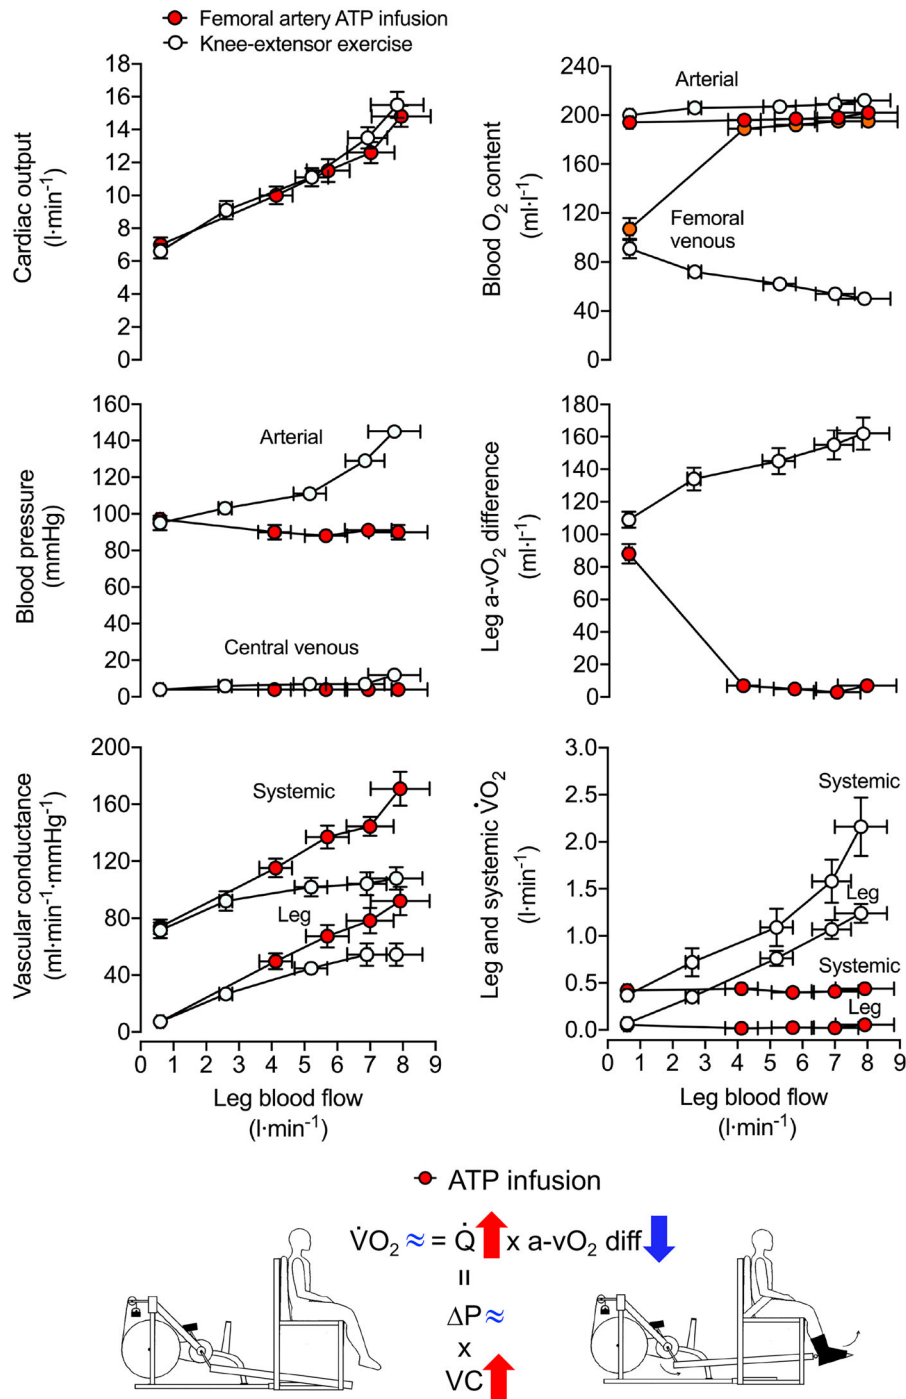 Femoral artery ATP infusion
Knee-extensor exercise
Cardiac output
(l·min⁻¹)
18
16
14
12
10
8
6
4
2
0
Blood O₂ content
(ml·l⁻¹)
240
200
160
120
80
40
0
Arterial
Femoral
venous
Blood pressure
(mmHg)
160
140
120
100
80
60
40
20
0
Arterial
Central venous
Leg a-vO₂ difference
(ml·l⁻¹)
180
160
140
120
100
80
60
40
20
0
Vascular conductance
(ml·min⁻¹·mmHg⁻¹)
200
160
120
80
40
0
Systemic
Leg
0 1 2 3 4 5 6 7 8 9
Leg blood flow
(l·min⁻¹)
Leg and systemic V̇O₂
(l·min⁻¹)
3.0
2.5
2.0
1.5
1.0
0.5
0.0
Systemic
Leg
Systemic
Leg
0 1 2 3 4 5 6 7 8 9
Leg blood flow
(l·min⁻¹)
ATP infusion
V̇O₂ ≈ = Q̇ x a-vO₂ diff
=
ΔP ≈
x
VC